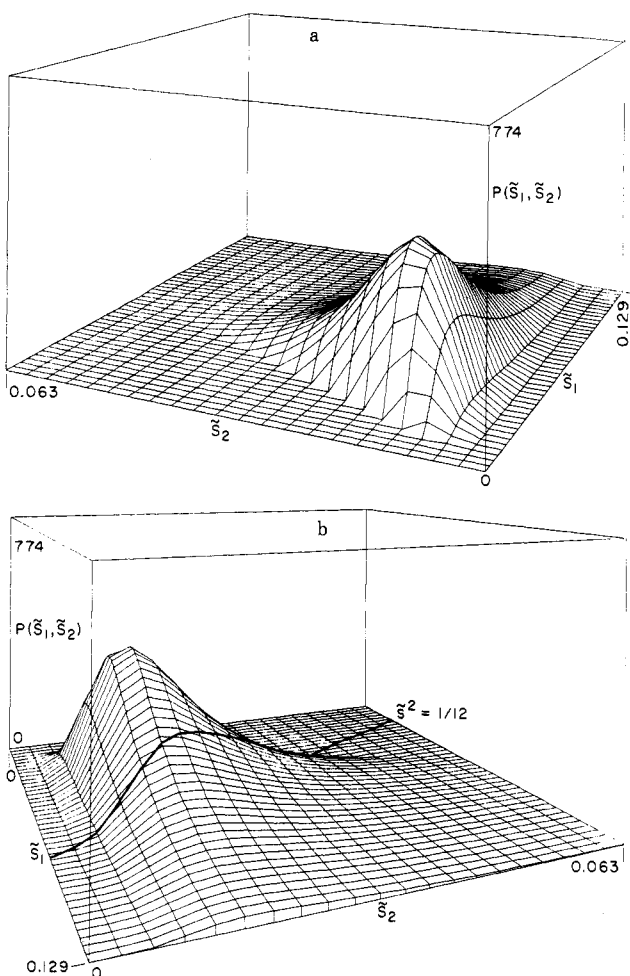 a
774
P(S̃₁, S̃₂)
0.129
S̃₁
0.063
S̃₂
0
b
774
P(S̃₁, S̃₂)
S̃² = 1/12
0
0
S̃₁
0.063
S̃₂
0.129
0